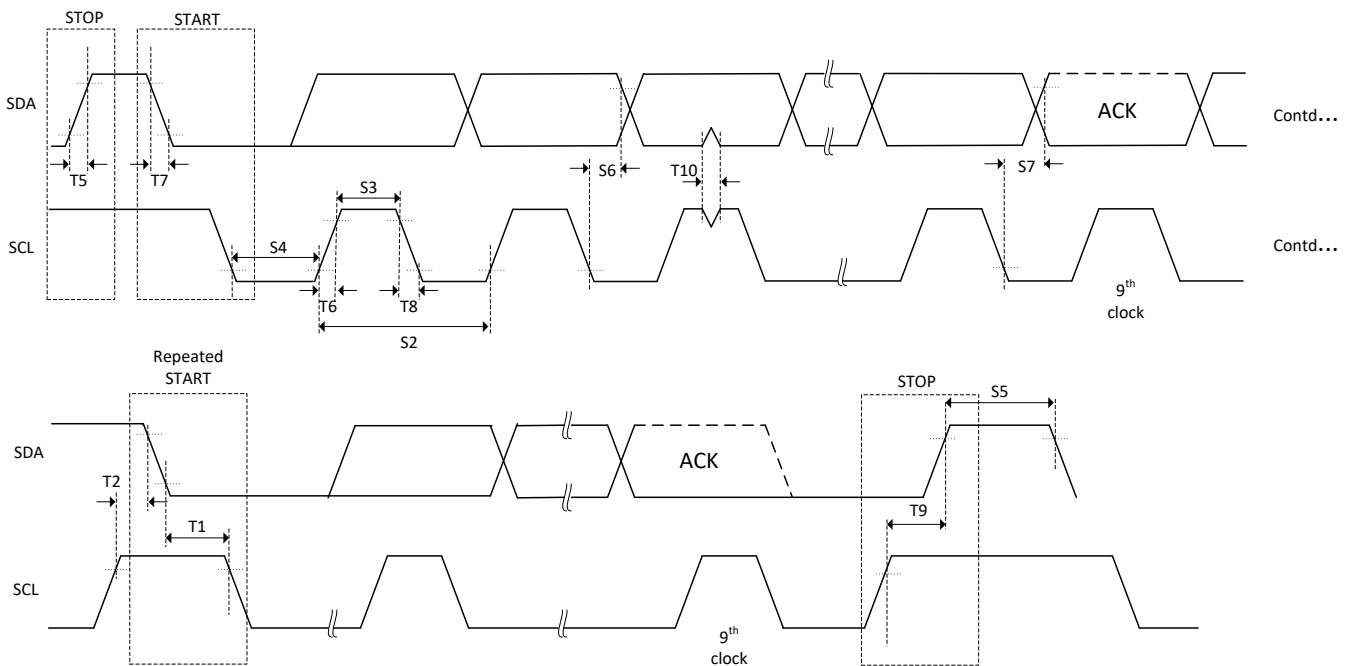 STOP
START
SDA
ACK
Contd...
T5
T7
S6
T10
S7
S3
SCL
S4
Contd...
T6
T8
9th
clock
S2
Repeated
START
STOP
S5
SDA
ACK
T2
T9
T1
SCL
9th
clock